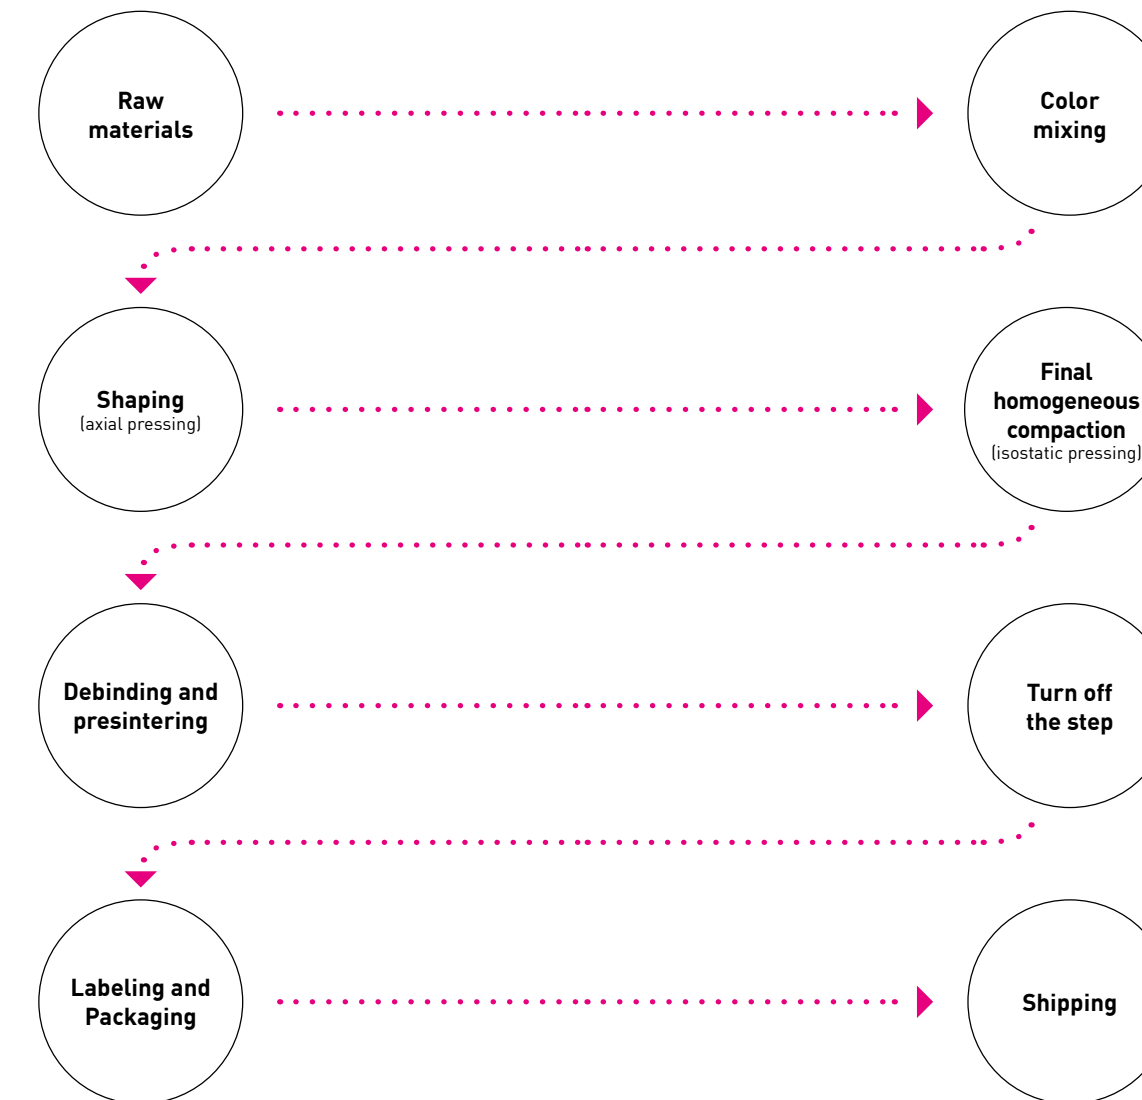 Raw
materials
Color
mixing
Shaping
(axial pressing)
Final
homogeneous
compaction
(isostatic pressing)
Debinding and
presintering
Turn off
the step
Labeling and
Packaging
Shipping